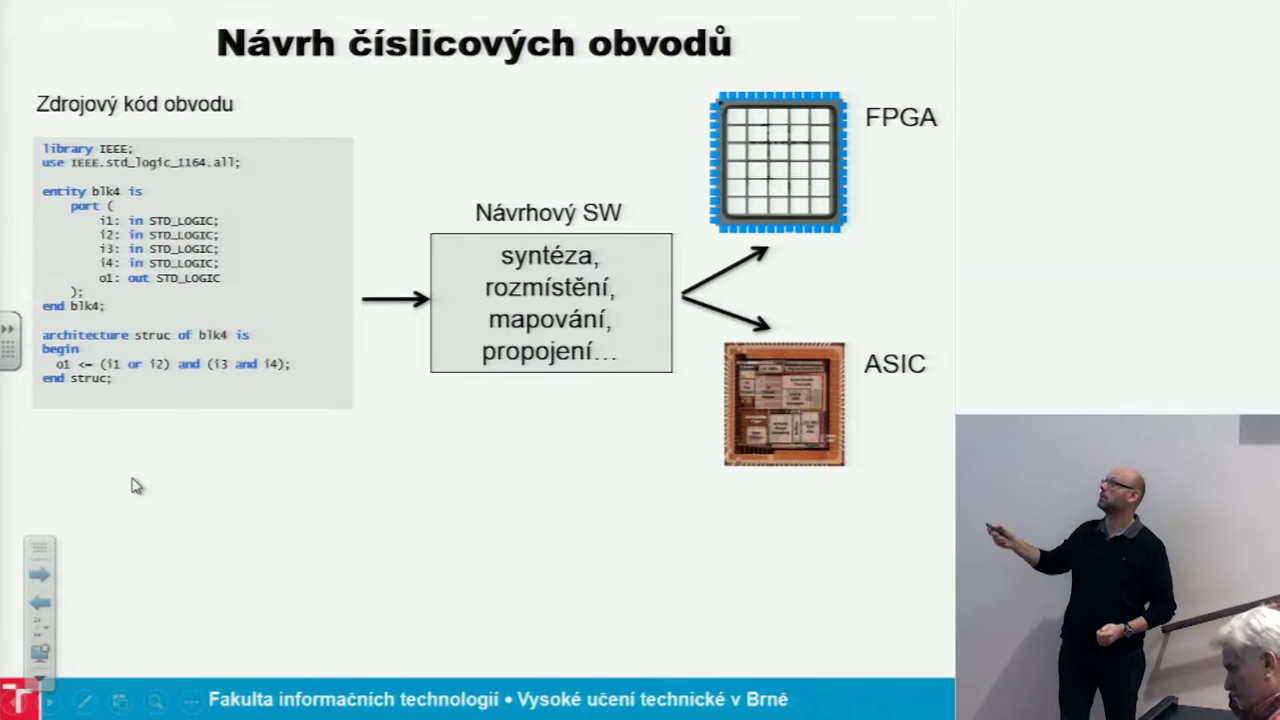 Návrh číslicových obvodů
Zdrojový kód obvodu
library IEEE;
use IEEE.std_logic_1164.all;
entity blk4 is
port (
i1: in STD_LOGIC;
i2: in STD_LOGIC;
i3: in STD_LOGIC;
i4: in STD_LOGIC;
o1: out STD_LOGIC
);
end blk4;
architecture struc of blk4 is
begin
o1 <= (i1 or i2) and (i3 and i4);
end struc;
Návrhový SW
syntéza,
rozmístění,
mapování,
propojení...
FPGA
ASIC
Fakulta informačních technologií • Vysoké učení technické v Brně